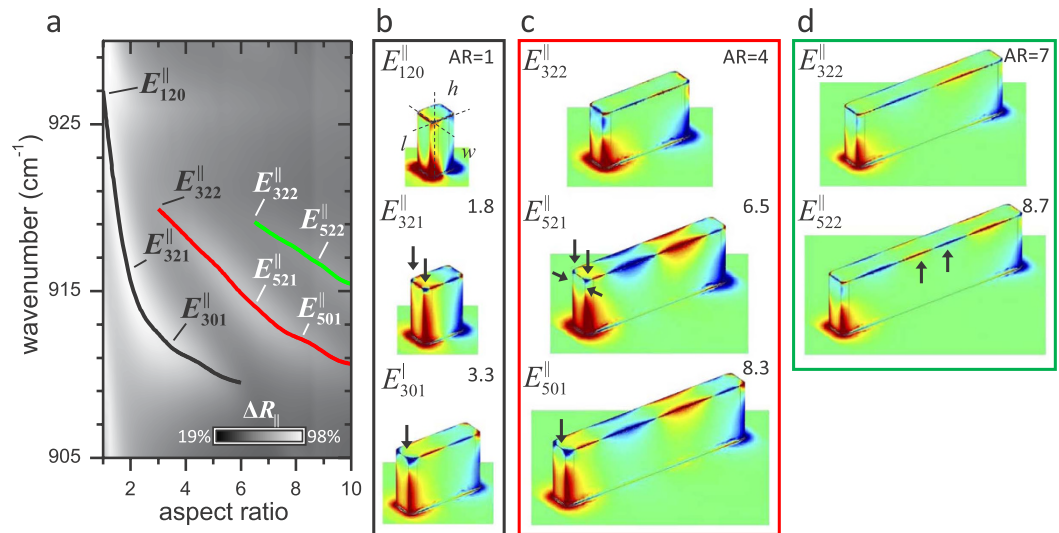 a
b
c
d
925
915
905
wavenumber (cm⁻¹)
E∥120
E∥321
E∥301
E∥322
E∥521
E∥501
E∥322
E∥522
ΔR∥
19%
98%
2
4
6
8
10
aspect ratio
E∥120
AR=1
h
l
w
E∥321
1.8
E|301
3.3
E∥322
AR=4
E∥521
6.5
E∥501
8.3
E∥322
AR=7
E∥522
8.7